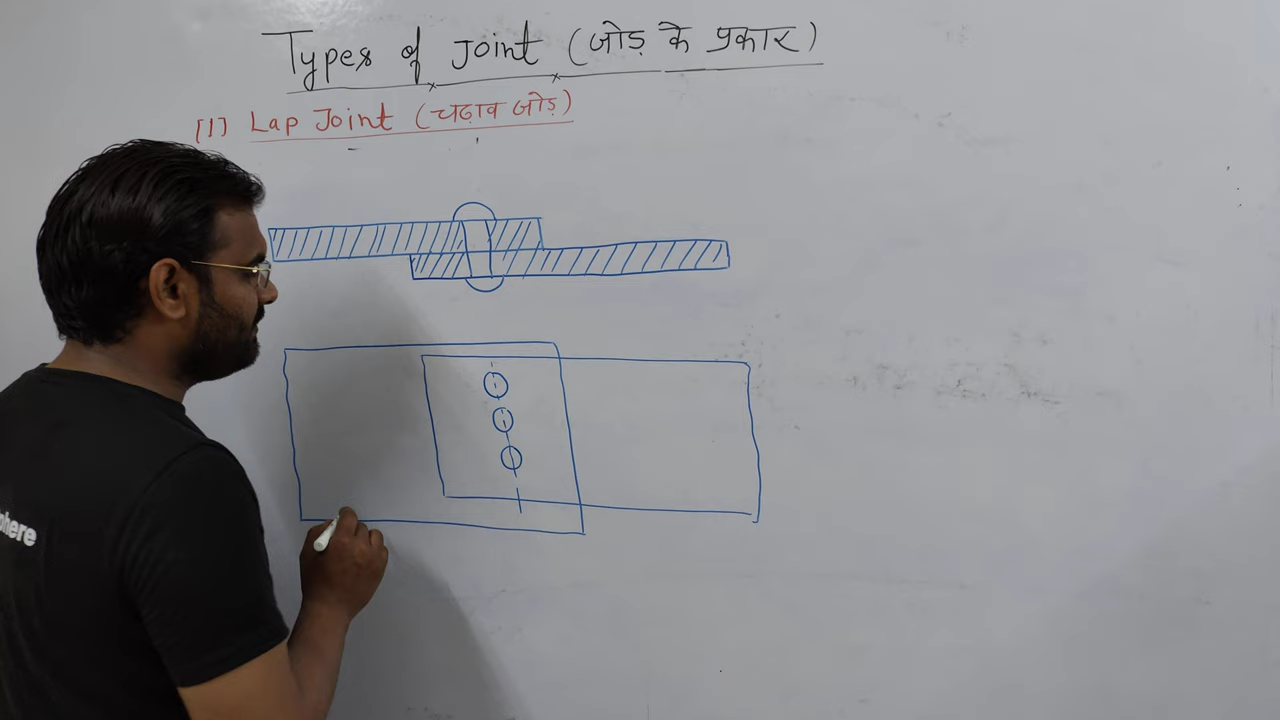 Types of Joint (जोड़ के प्रकार)
[1] Lap Joint (चढ़ाव जोड़)